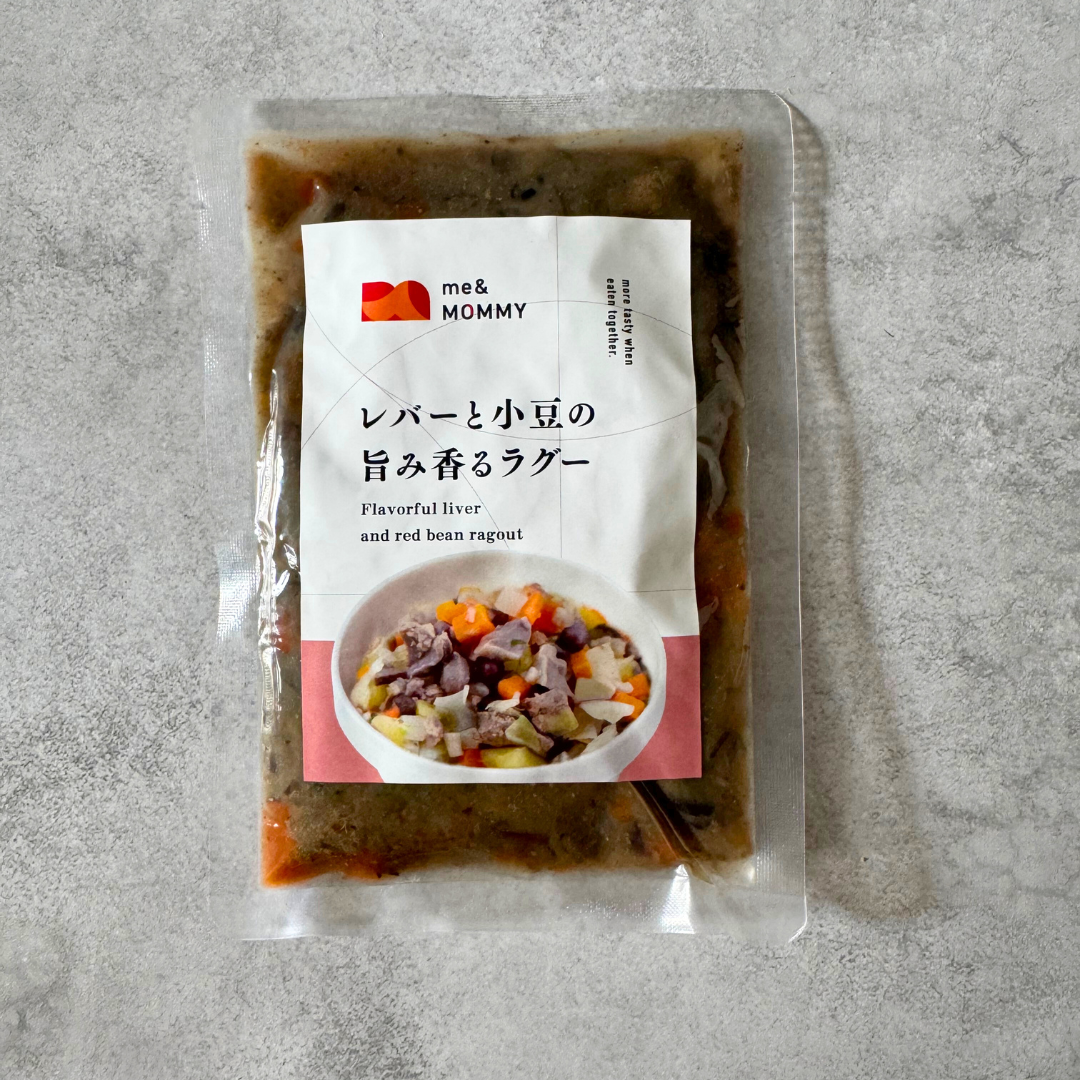 me&
MOMMY
more tasty when
eaten together.
レバーと小豆の
旨み香るラグー
Flavorful liver
and red bean ragout